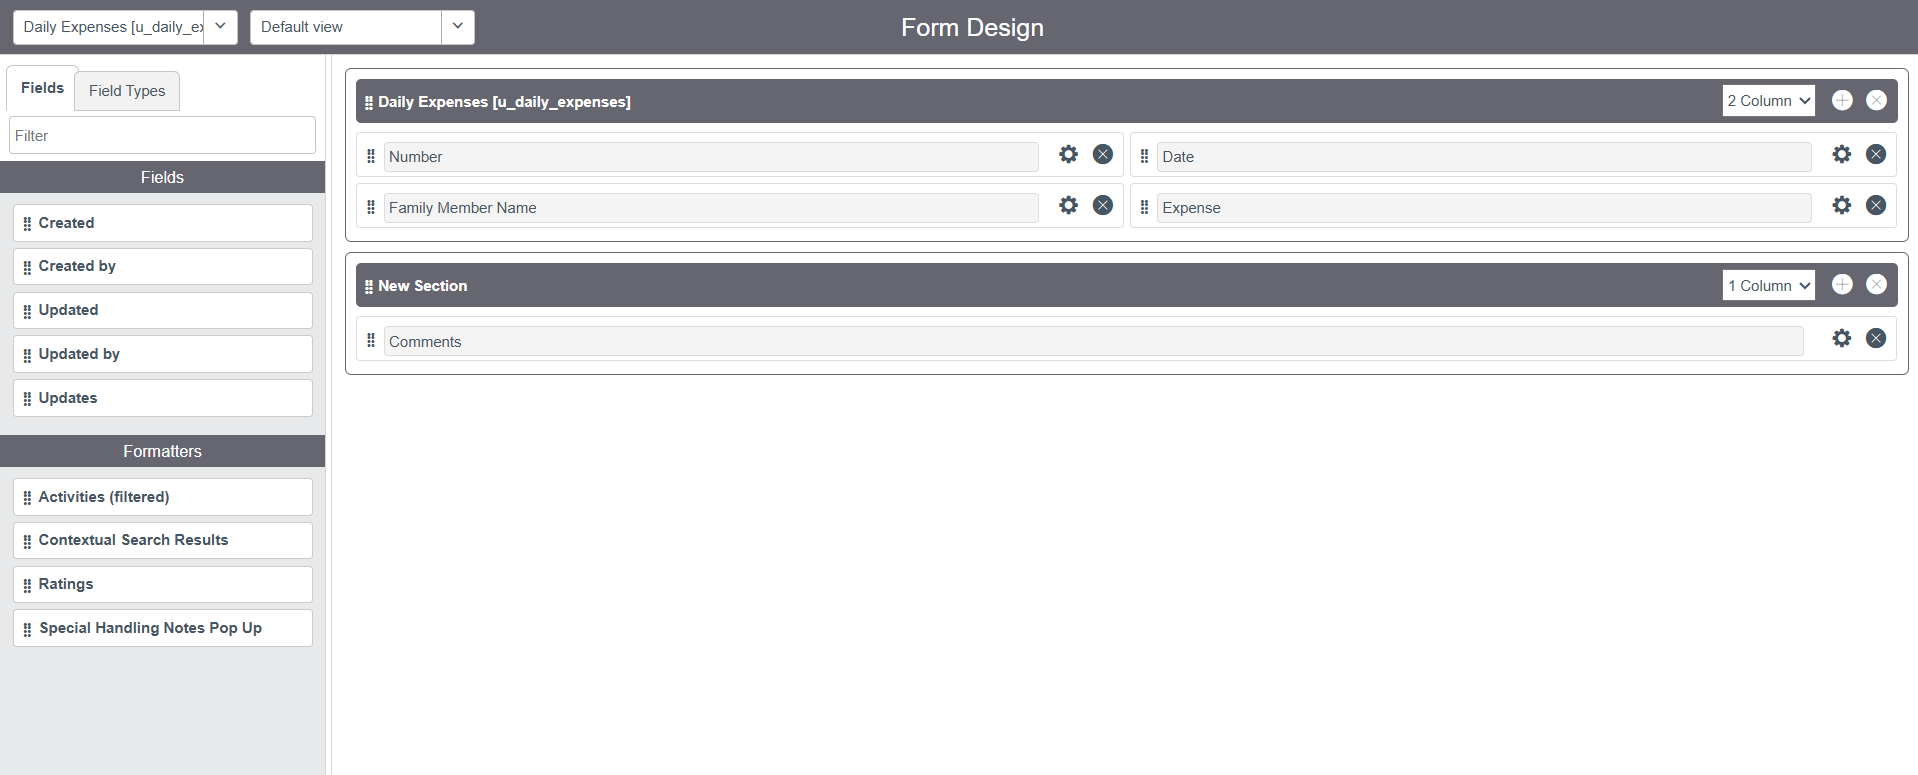 Daily Expenses [u_daily_ex
Default view
Form Design
Fields
Field Types
Filter
Fields
Created
Created by
Updated
Updated by
Updates
Formatters
Activities (filtered)
Contextual Search Results
Ratings
Special Handling Notes Pop Up
Daily Expenses [u_daily_expenses]
2 Column
Number
Date
Family Member Name
Expense
New Section
1 Column
Comments